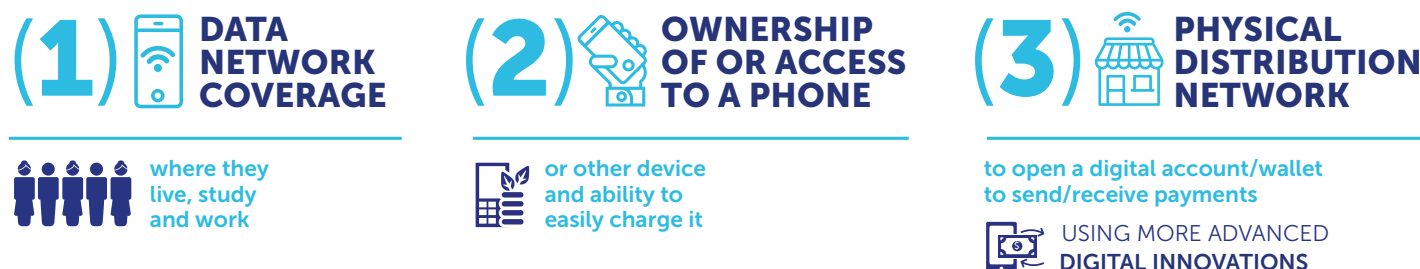 (1) DATA
NETWORK
COVERAGE
where they
live, study
and work
(2) OWNERSHIP
OF OR ACCESS
TO A PHONE
or other device
and ability to
easily charge it
(3) PHYSICAL
DISTRIBUTION
NETWORK
to open a digital account/wallet
to send/receive payments
USING MORE ADVANCED
DIGITAL INNOVATIONS